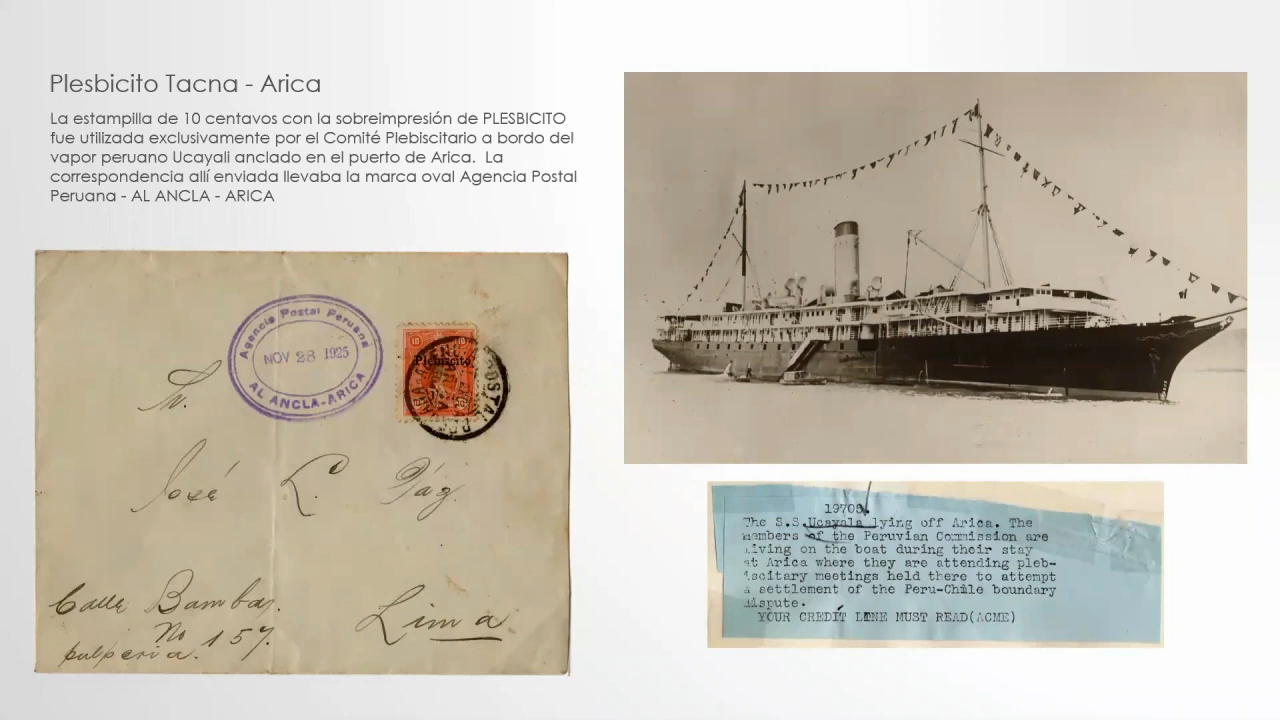 Plesbicito Tacna - Arica
La estampilla de 10 centavos con la sobreimpresión de PLESBICITO
fue utilizada exclusivamente por el Comité Plebiscitario a bordo del
vapor peruano Ucayali anclado en el puerto de Arica. La
correspondencia allí enviada llevaba la marca oval Agencia Postal
Peruana - AL ANCLA - ARICA
Agencia Postal Peruana
NOV 28 1925
AL ANCLA-ARICA
10 10
Plebiscito
José L. Pág.
Calle Bambas.
No 157.
pulperia.
Lima
19709.
The S.S.Ucayala lying off Arica. The
members of the Peruvian Commission are
living on the boat during their stay
at Arica where they are attending pleb-
iscitary meetings held there to attempt
a settlement of the Peru-Chile boundary
dispute.
YOUR CREDIT LINE MUST READ(ACME)